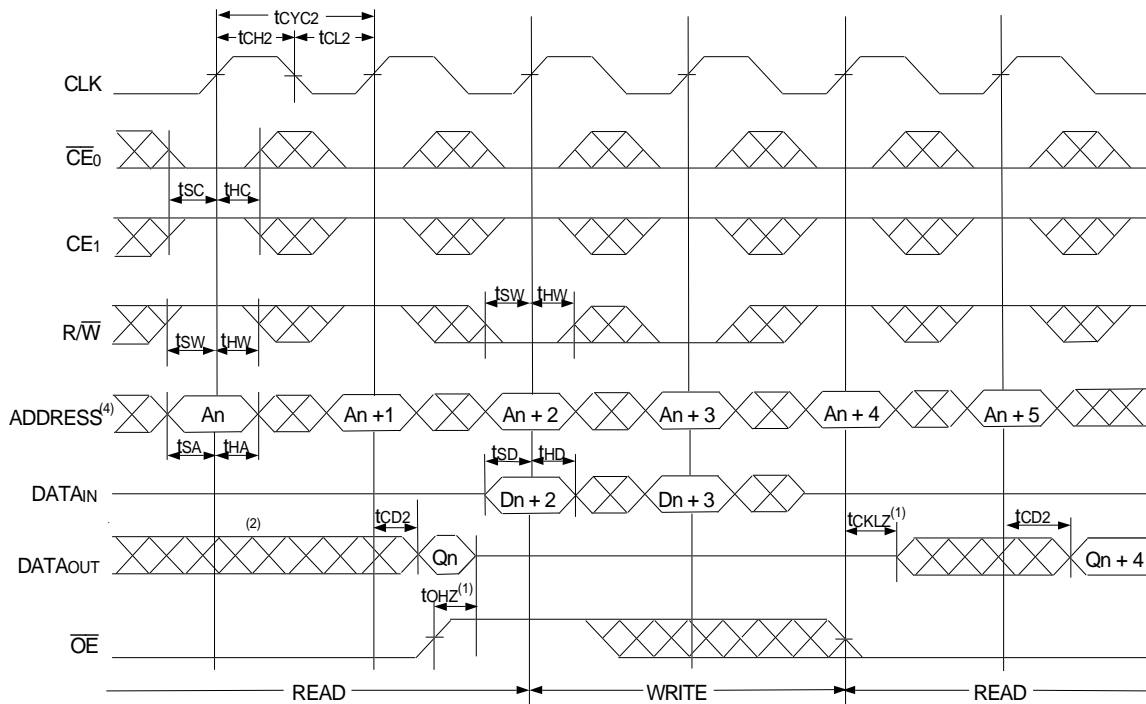 tCYC2
tCH2 tCL2
CLK
CE0
tSC tHC
CE1
tSW tHW
R/W
tSW tHW
ADDRESS(4) An An + 1 An + 2 An + 3 An + 4 An + 5
tSA tHA
tSD tHD
DATAIN Dn + 2 Dn + 3
tCD2 tCKLZ(1) tCD2
(2)
DATAOUT Qn Qn + 4
tOHZ(1)
OE
READ WRITE READ